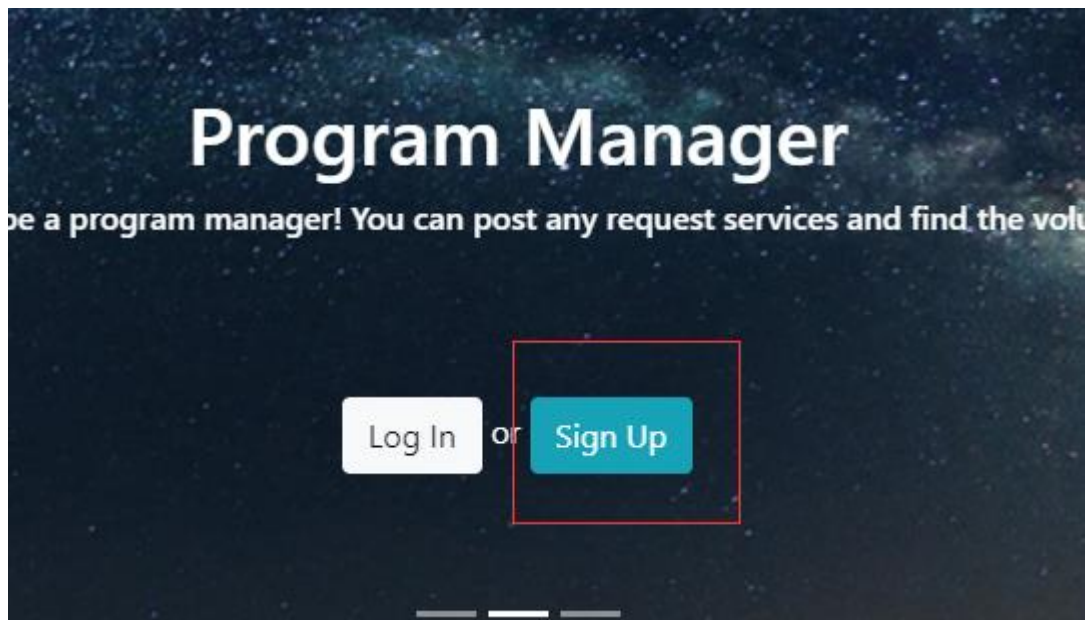 Program Manager
be a program manager! You can post any request services and find the
Log In or Sign Up